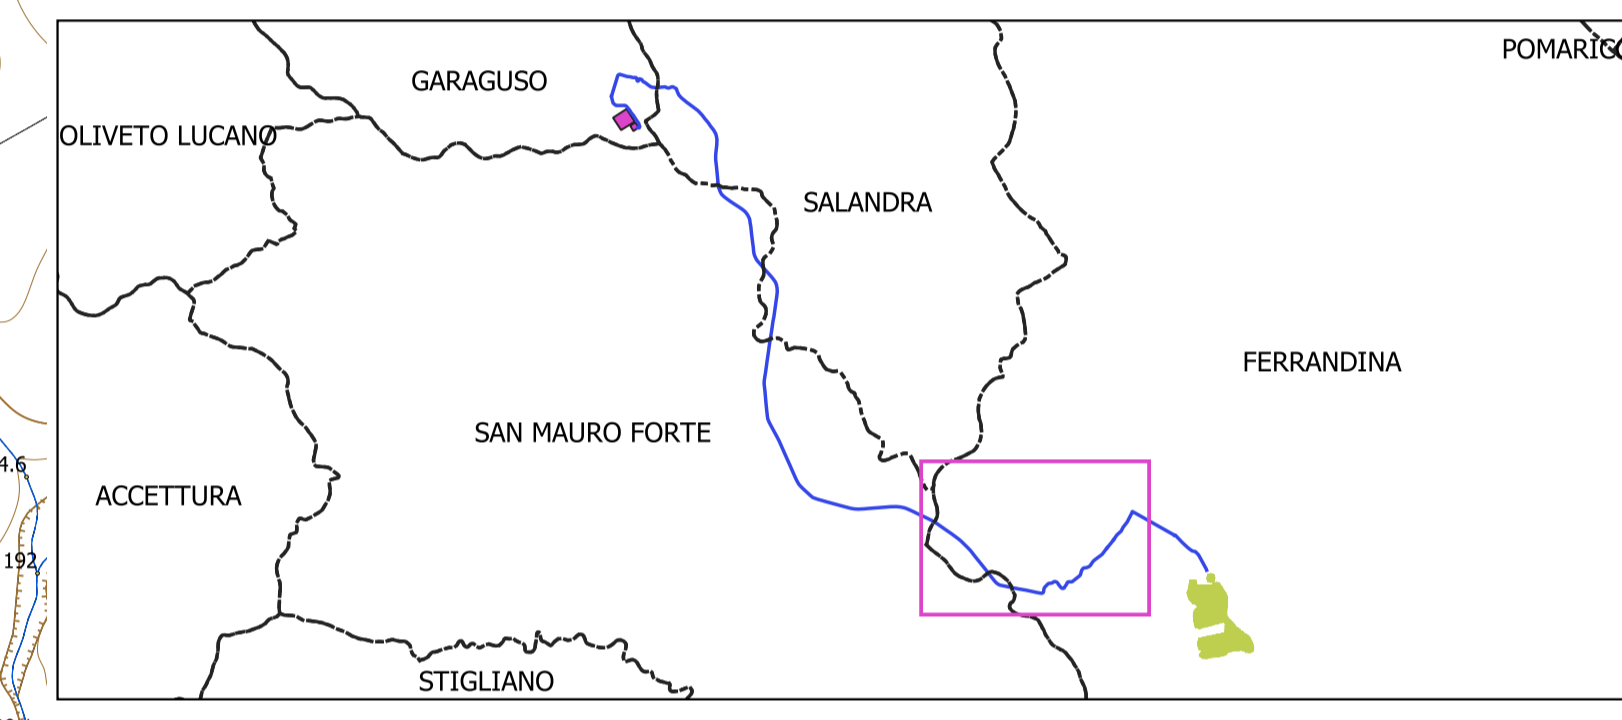 POMARICO
GARAGUSO
OLIVETO LUCANO
SALANDRA
FERRANDINA
SAN MAURO FORTE
4.6
ACCETTURA
192
STIGLIANO